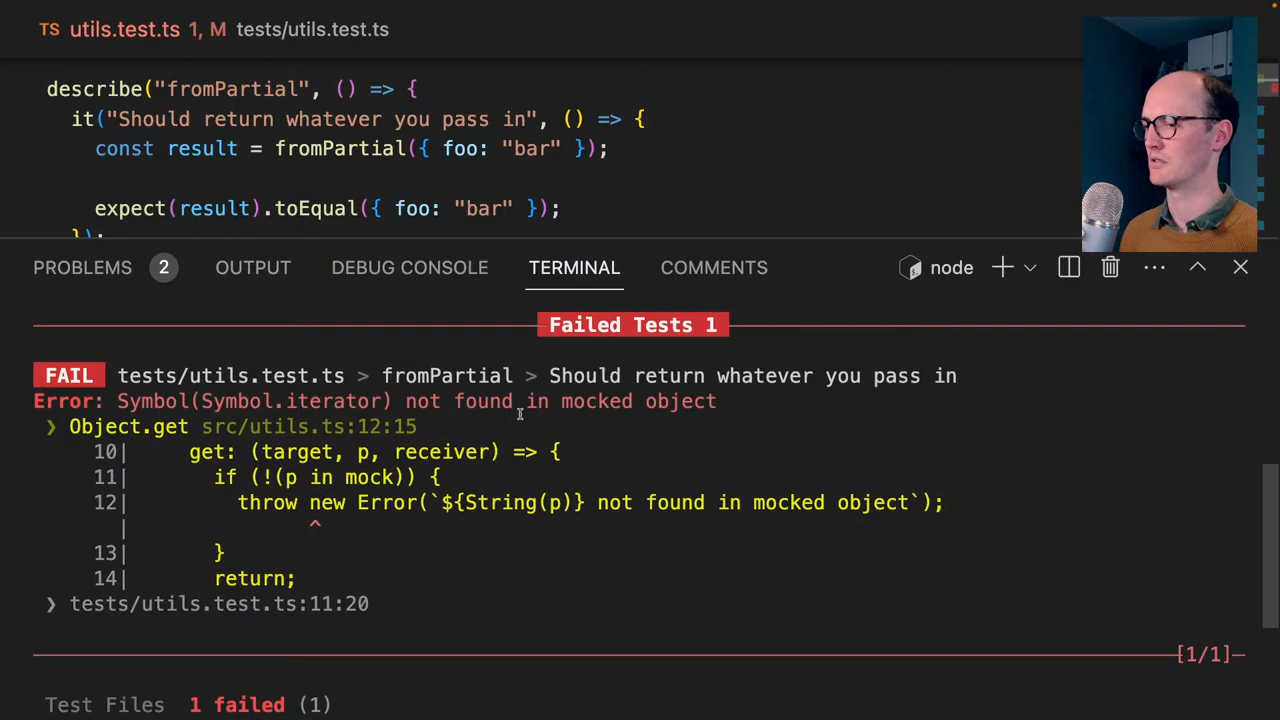 TS utils.test.ts 1, M tests/utils.test.ts
describe("fromPartial", () => {
it("Should return whatever you pass in", () => {
const result = fromPartial({ foo: "bar" });
expect(result).toEqual({ foo: "bar" });
});
PROBLEMS 2 OUTPUT DEBUG CONSOLE TERMINAL COMMENTS node
Failed Tests 1
FAIL tests/utils.test.ts > fromPartial > Should return whatever you pass in
Error: Symbol(Symbol.iterator) not found in mocked object
❯ Object.get src/utils.ts:12:15
10| get: (target, p, receiver) => {
11| if (!(p in mock)) {
12| throw new Error(`${String(p)} not found in mocked object`);
| ^
13| }
14| return;
❯ tests/utils.test.ts:11:20
[1/1]
Test Files 1 failed (1)